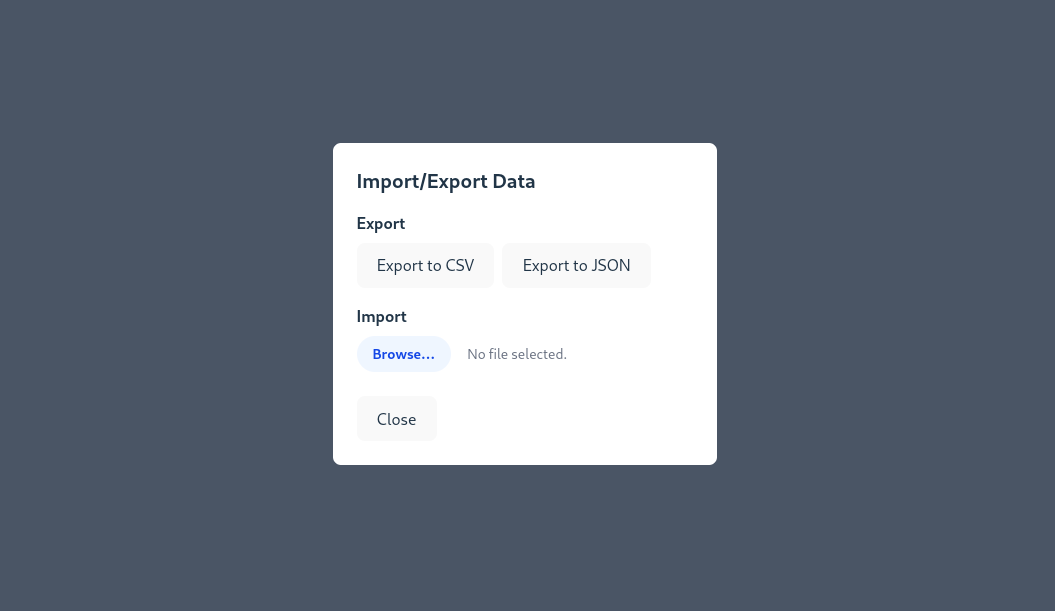 Import/Export Data
Export
Export to CSV Export to JSON
Import
Browse... No file selected.
Close